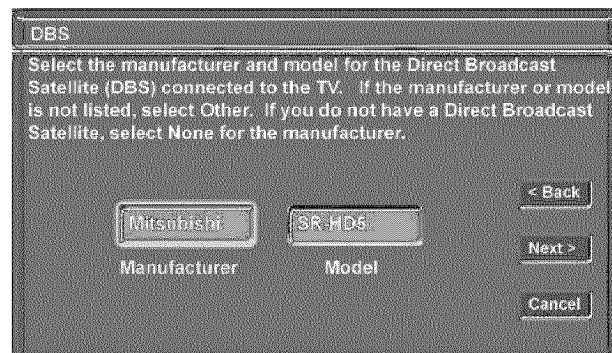 DBS
Select the manufacturer and model for the Direct Broadcast
Satellite (DBS) connected to the TV. If the manufacturer or model
is not listed, select Other. If you do not have a Direct Broadcast
Satellite, select None for the manufacturer.
< Back
Mitsubishi SR-HD5
Next >
Manufacturer Model
Cancel